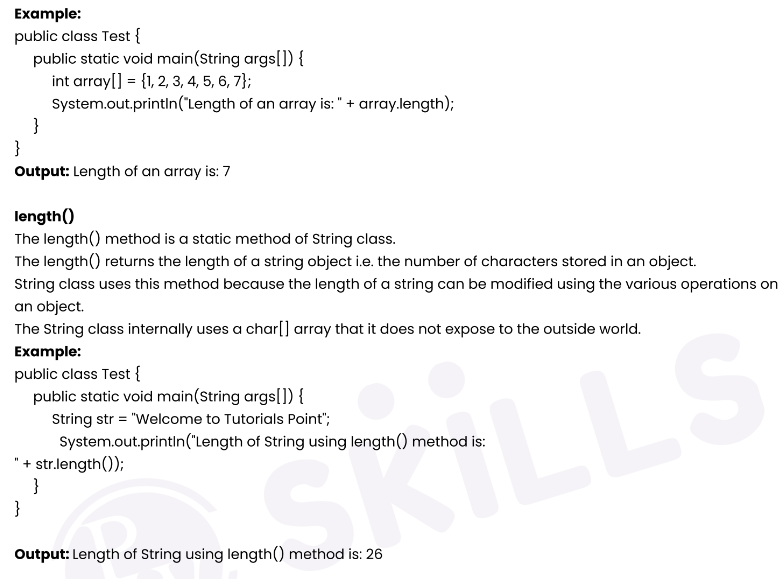 Example:
public class Test {
public static void main(String args[]) {
int array[] = {1, 2, 3, 4, 5, 6, 7};
System.out.println("Length of an array is: " + array.length);
}
}
Output: Length of an array is: 7
length()
The length() method is a static method of String class.
The length() returns the length of a string object i.e. the number of characters stored in an object.
String class uses this method because the length of a string can be modified using the various operations on
an object.
The String class internally uses a char[] array that it does not expose to the outside world.
Example:
public class Test {
public static void main(String args[]) {
String str = "Welcome to Tutorials Point";
System.out.println("Length of String using length() method is:
" + str.length());
}
}
Output: Length of String using length() method is: 26
SKiLLS